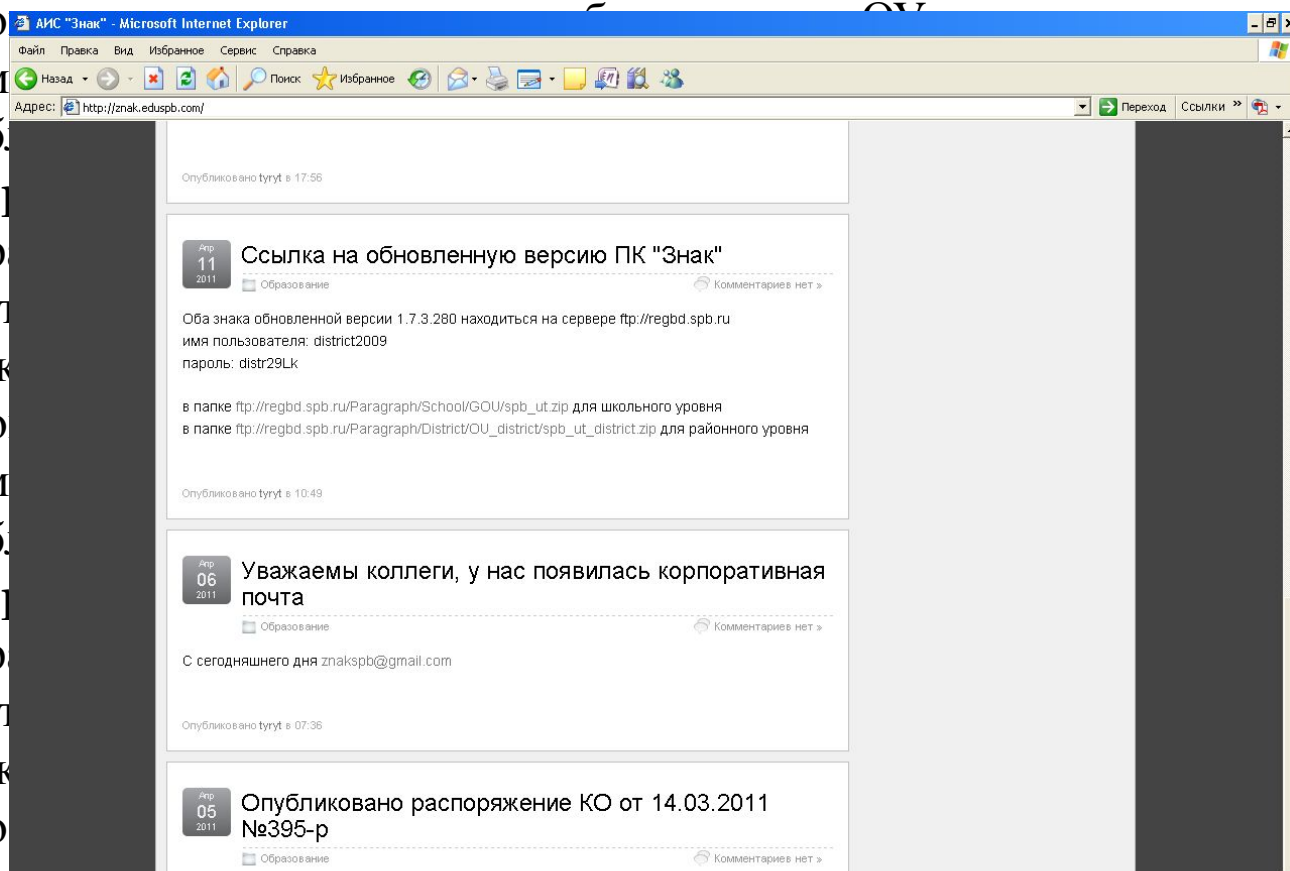 АИС "Знак" - Microsoft Internet Explorer
Файл Правка Вид Избранное Сервис Справка
Назад Поиск Избранное
Адрес: http://znak.eduspb.com/ Переход Ссылки »
Опубликовано tyryt в 17:56
Апр
11
2011
Ссылка на обновленную версию ПК "Знак"
Образование Комментариев нет »
Оба знака обновленной версии 1.7.3.280 находиться на сервере ftp://regbd.spb.ru
имя пользователя: district2009
пароль: distr29Lk
в папке ftp://regbd.spb.ru/Paragraph/School/GOU/spb_ut.zip для школьного уровня
в папке ftp://regbd.spb.ru/Paragraph/District/OU_district/spb_ut_district.zip для районного уровня
Опубликовано tyryt в 10:49
Апр
06
2011
Уважаемы коллеги, у нас появилась корпоративная
почта
Образование Комментариев нет »
С сегодняшнего дня znakspb@gmail.com
Опубликовано tyryt в 07:36
Апр
05
2011
Опубликовано распоряжение КО от 14.03.2011
№395-р
Образование Комментариев нет »